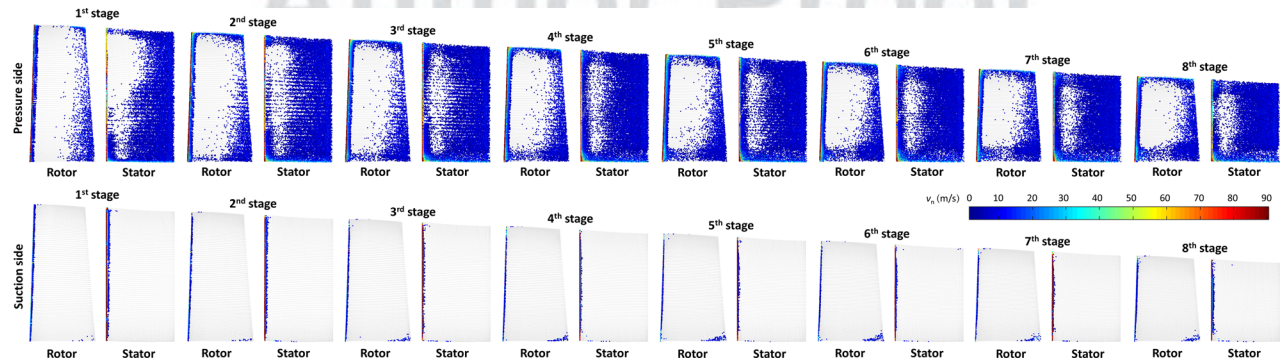 1st stage
2nd stage
3rd stage
4th stage
5th stage
6th stage
7th stage
8th stage
Pressure side
Rotor Stator Rotor Stator Rotor Stator Rotor Stator Rotor Stator Rotor Stator Rotor Stator Rotor Stator
1st stage
2nd stage
3rd stage
4th stage
5th stage
6th stage
7th stage
8th stage
vn (m/s) 0 10 20 30 40 50 60 70 80 90
Suction side
Rotor Stator Rotor Stator Rotor Stator Rotor Stator Rotor Stator Rotor Stator Rotor Stator Rotor Stator